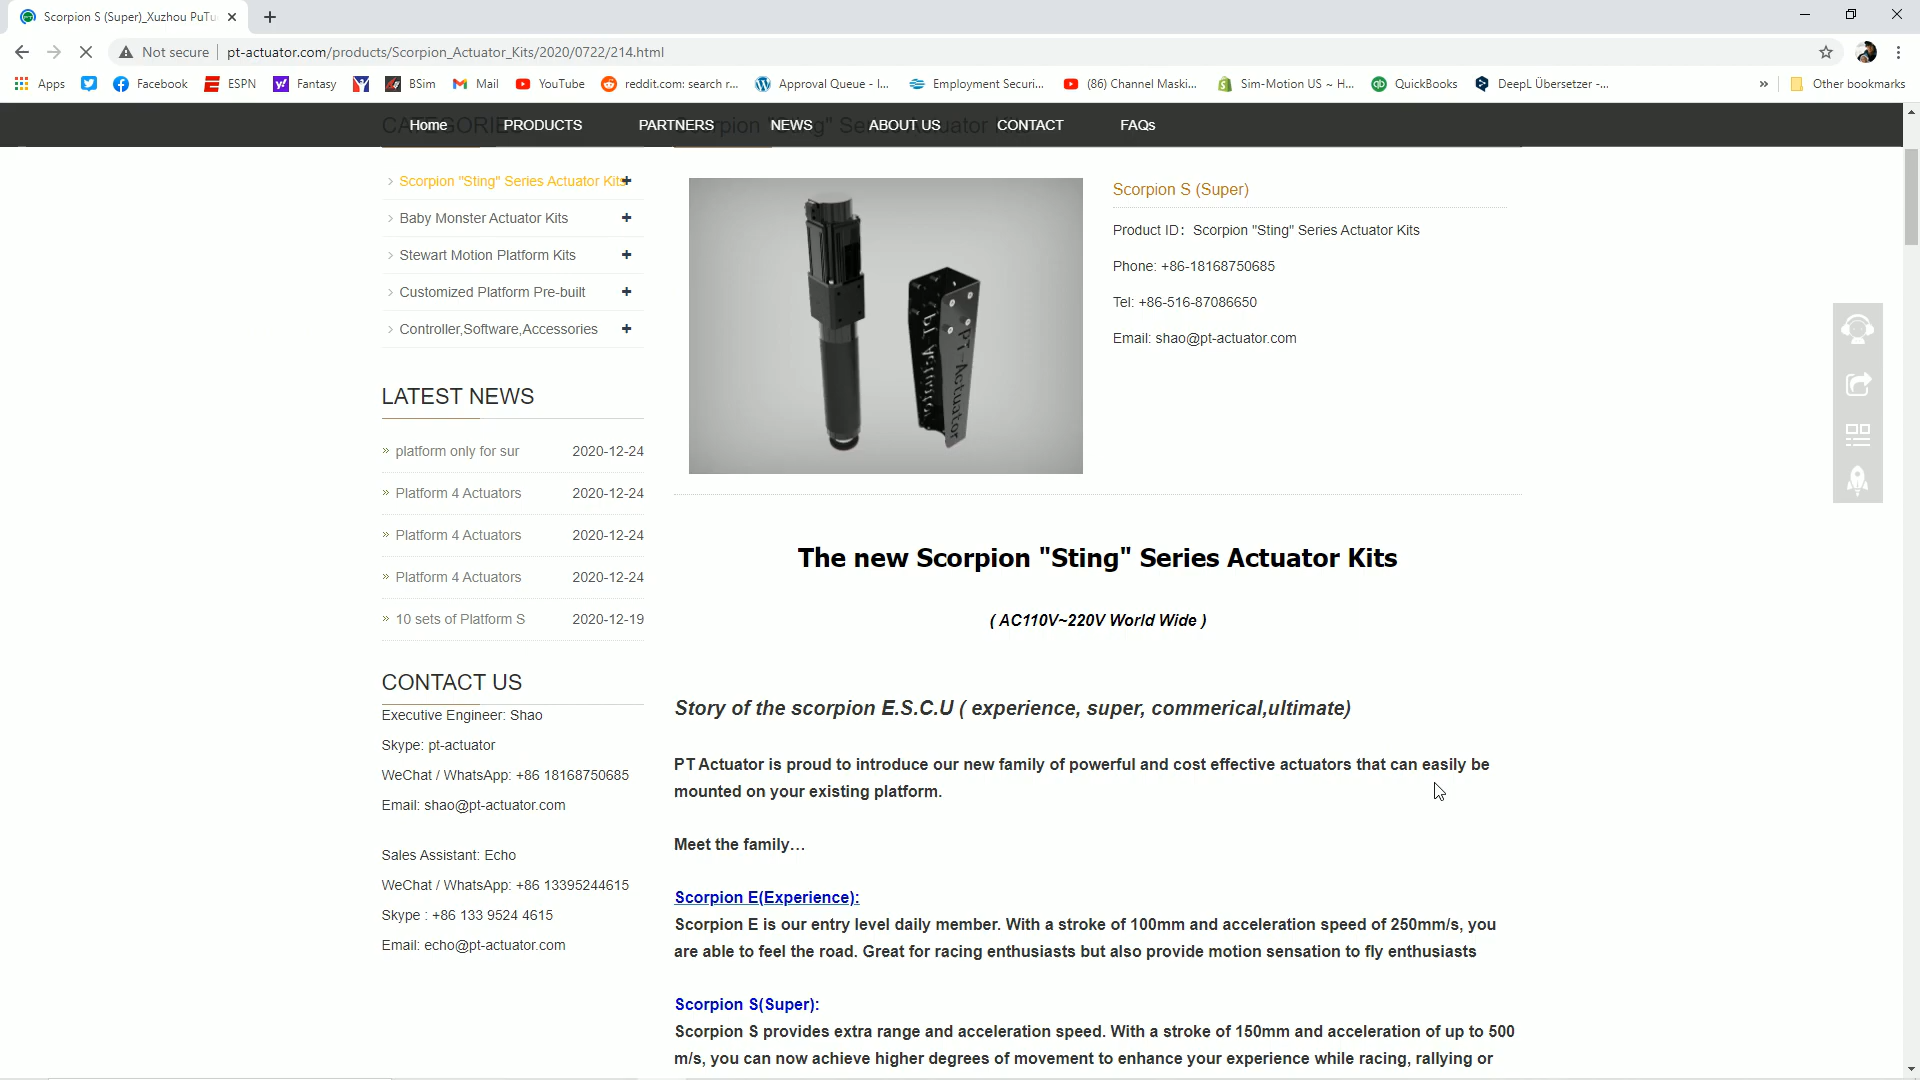 Scorpion S (Super)_Xuzhou PuTu
Not secure
pt-actuator.com/products/Scorpion_Actuator_Kits/2020/0722/214.html
Apps
Facebook
ESPN
Fantasy
BSim
Mail
YouTube
reddit.com: search r...
Approval Queue - I...
Employment Securi...
(86) Channel Maski...
Sim-Motion US ~ H...
QuickBooks
DeepL Übersetzer -...
»
Other bookmarks
Home
PRODUCTS
PARTNERS
NEWS
ABOUT US
CONTACT
FAQs
CATEGORIES
Scorpion "Sting" Series Actuator Kits
Scorpion "Sting" Series Actuator Kits
Baby Monster Actuator Kits
Stewart Motion Platform Kits
Customized Platform Pre-built
Controller,Software,Accessories
LATEST NEWS
platform only for sur 2020-12-24
Platform 4 Actuators 2020-12-24
Platform 4 Actuators 2020-12-24
Platform 4 Actuators 2020-12-24
10 sets of Platform S 2020-12-19
CONTACT US
Executive Engineer: Shao
Skype: pt-actuator
WeChat / WhatsApp: +86 18168750685
Email: shao@pt-actuator.com
Sales Assistant: Echo
WeChat / WhatsApp: +86 13395244615
Skype : +86 133 9524 4615
Email: echo@pt-actuator.com
PT-Actuator
PT-Actuator
Scorpion S (Super)
Product ID：Scorpion "Sting" Series Actuator Kits
Phone: +86-18168750685
Tel: +86-516-87086650
Email: shao@pt-actuator.com
The new Scorpion "Sting" Series Actuator Kits
( AC110V~220V World Wide )
Story of the scorpion E.S.C.U ( experience, super, commerical,ultimate)
PT Actuator is proud to introduce our new family of powerful and cost effective actuators that can easily be
mounted on your existing platform.
Meet the family…
Scorpion E(Experience):
Scorpion E is our entry level daily member. With a stroke of 100mm and acceleration speed of 250mm/s, you
are able to feel the road. Great for racing enthusiasts but also provide motion sensation to fly enthusiasts
Scorpion S(Super):
Scorpion S provides extra range and acceleration speed. With a stroke of 150mm and acceleration of up to 500
m/s, you can now achieve higher degrees of movement to enhance your experience while racing, rallying or